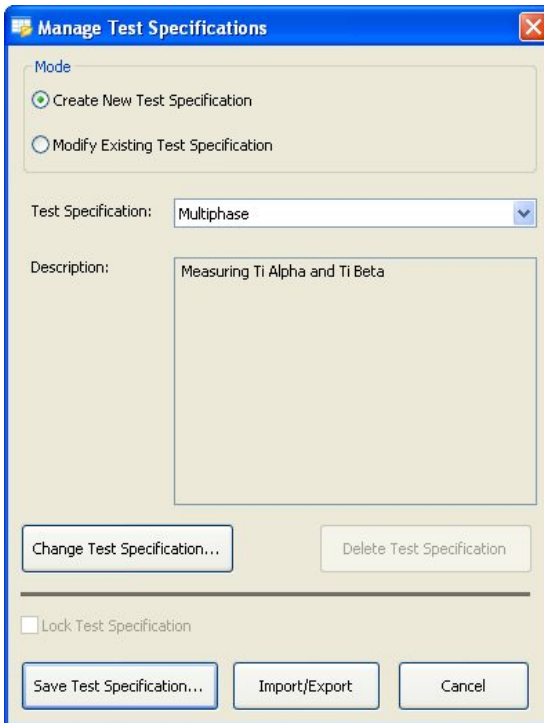 Manage Test Specifications
Mode
Create New Test Specification
Modify Existing Test Specification
Test Specification: Multiphase
Description: Measuring Ti Alpha and Ti Beta
Change Test Specification... Delete Test Specification
Lock Test Specification
Save Test Specification... Import/Export Cancel